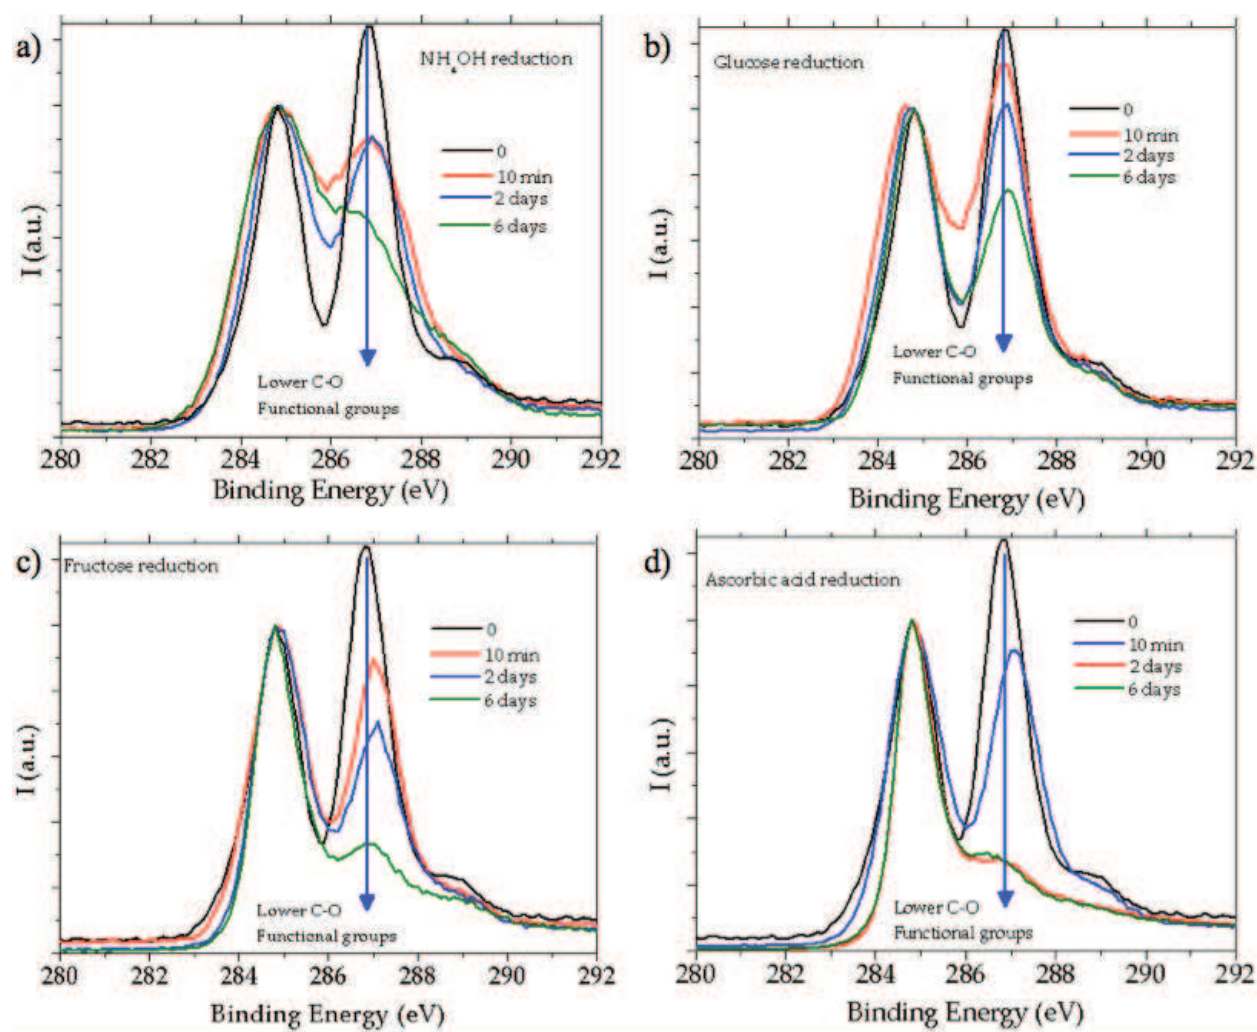 a)
NH4OH reduction
0
10 min
2 days
6 days
I (a.u.)
Lower C-O
Functional groups
280 282 284 286 288 290 292
Binding Energy (eV)
b)
Glucose reduction
0
10 min
2 days
6 days
I (a.u.)
Lower C-O
Functional groups
280 282 284 286 288 290 292
Binding Energy (eV)
c)
Fructose reduction
0
10 min
2 days
6 days
I (a.u.)
Lower C-O
Functional groups
280 282 284 286 288 290 292
Binding Energy (eV)
d)
Ascorbic acid reduction
0
10 min
2 days
6 days
I (a.u.)
Lower C-O
Functional groups
280 282 284 286 288 290 292
Binding Energy (eV)